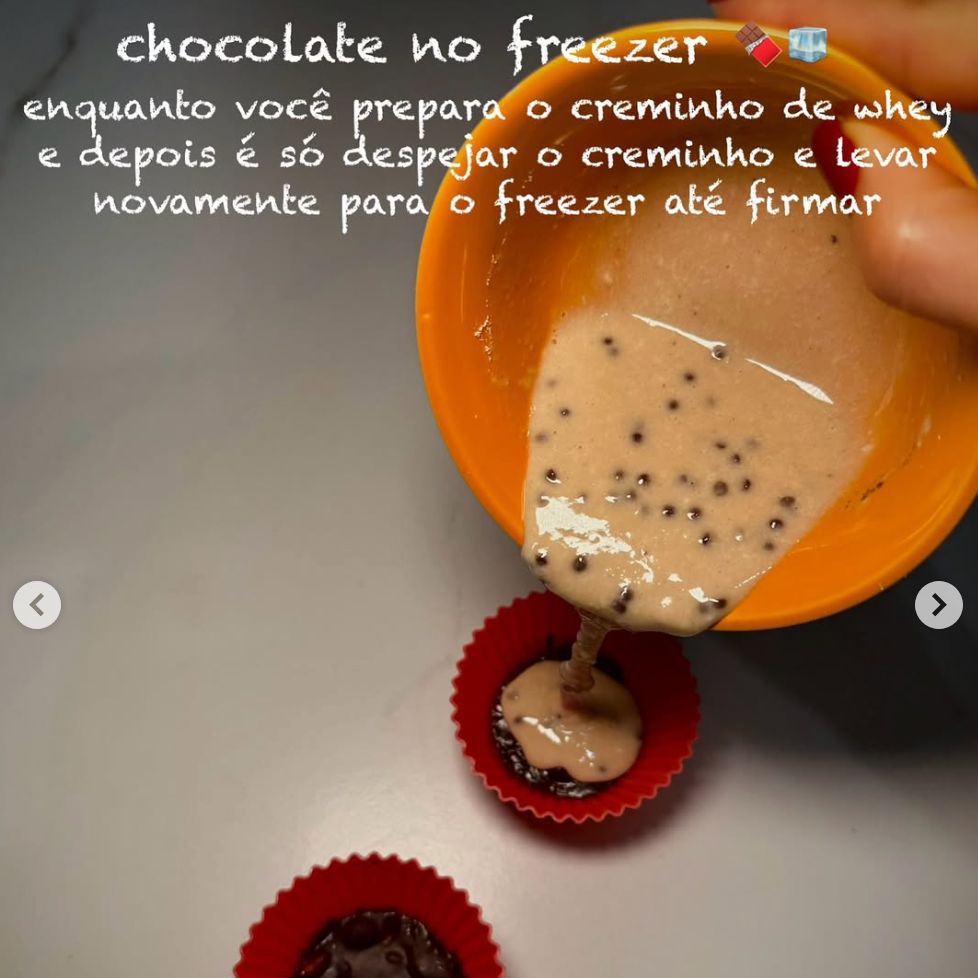 chocolate no freezer 🍫🧊
enquanto você prepara o creminho de whey
e depois é só despejar o creminho e levar
novamente para o freezer até firmar